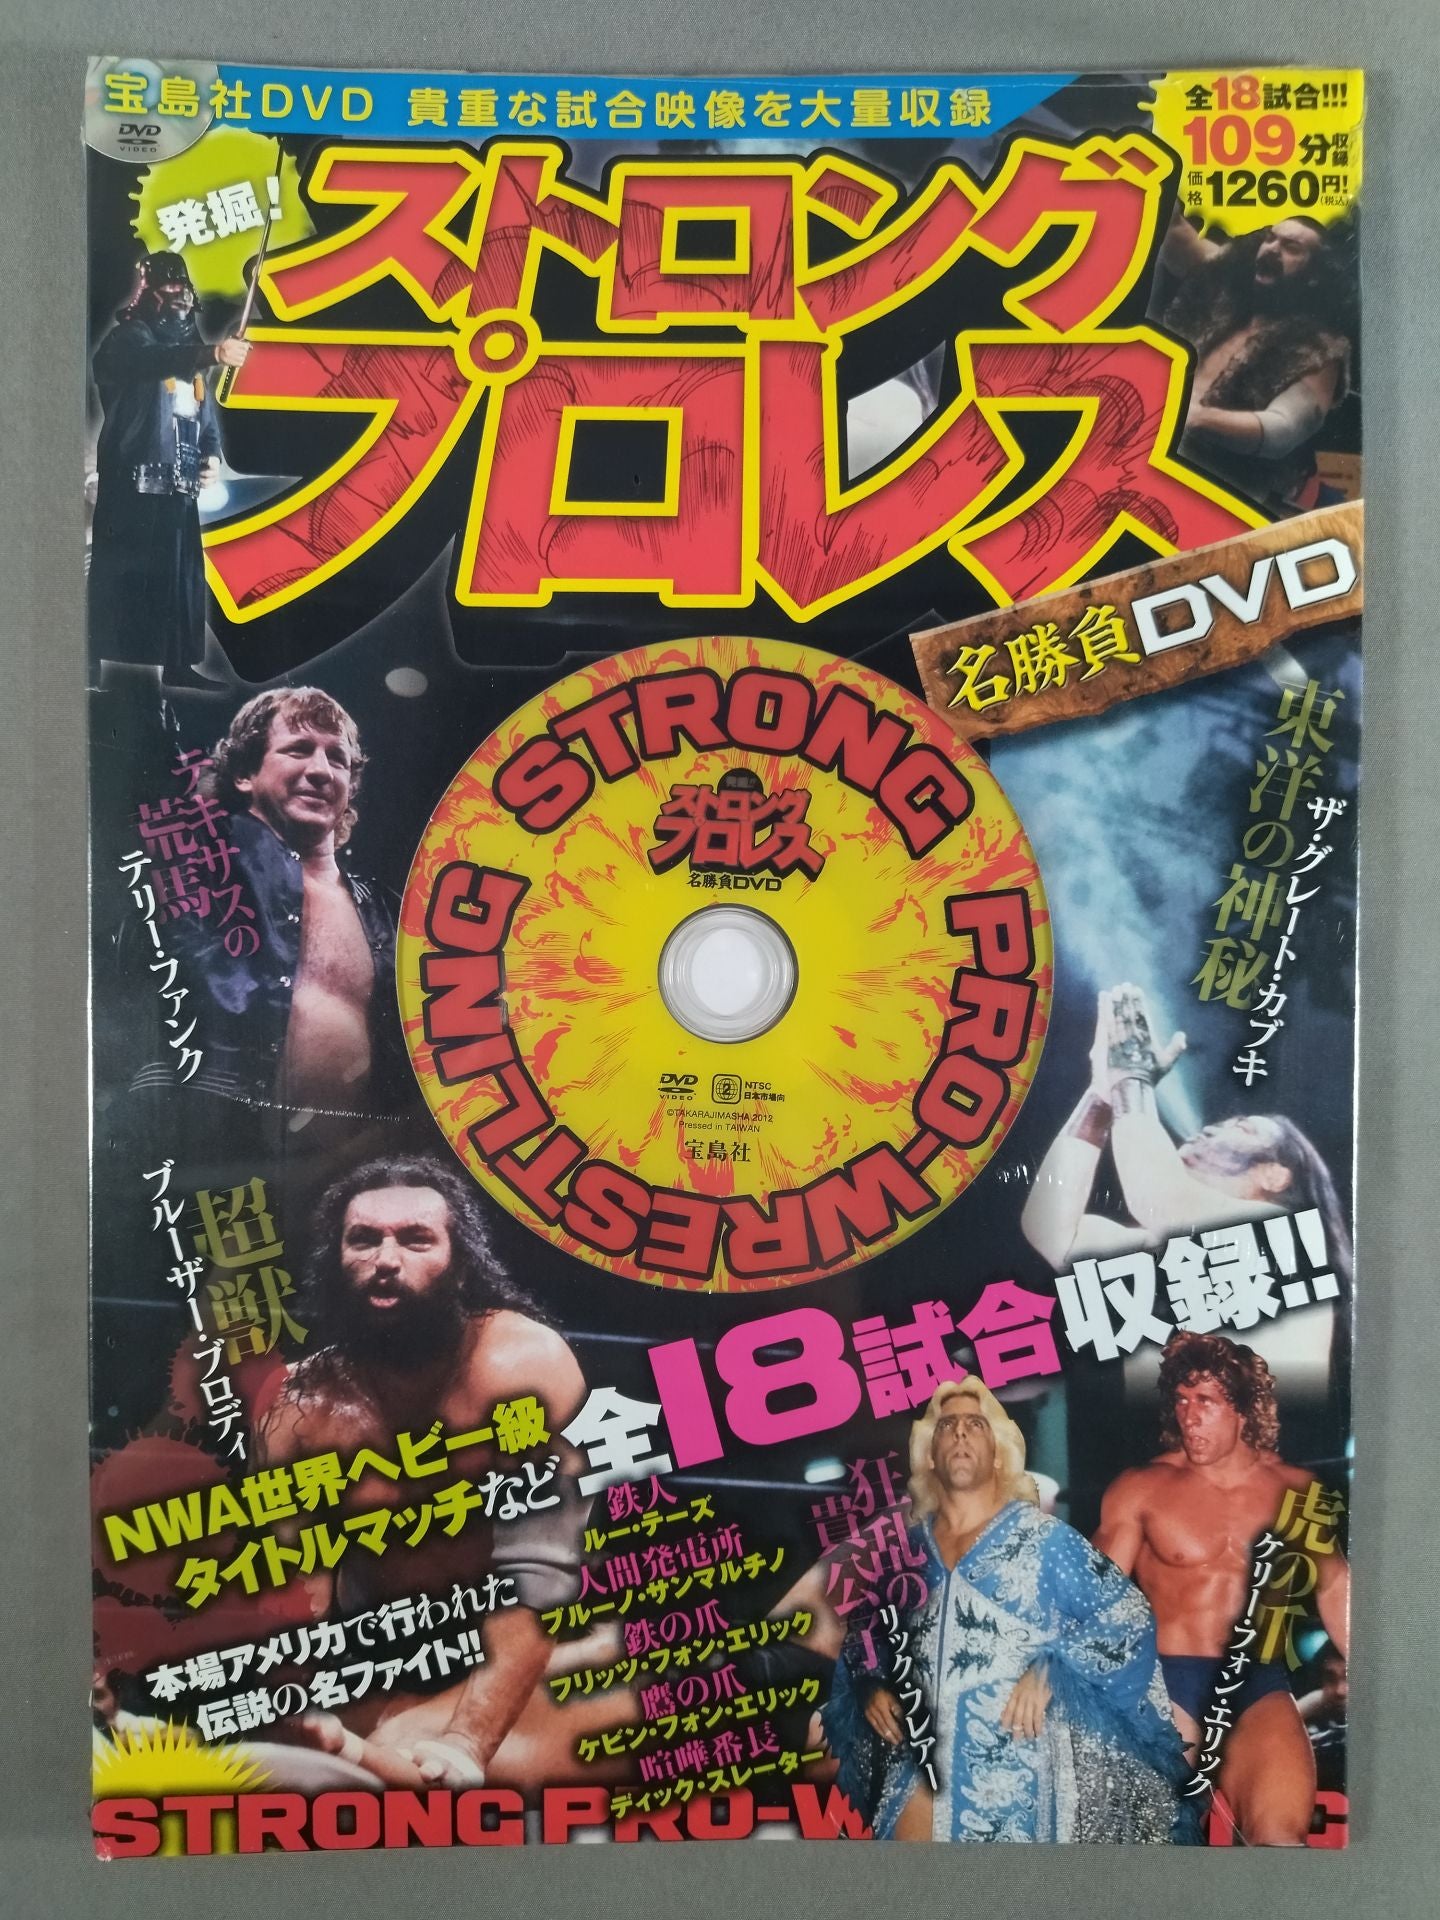 宝島社DVD 貴重な試合映像を大量収録
DVD
VIDEO
全18試合!!!
109分収録
価格1260円!
(税込)
発掘!
ストロング
プロレス
名勝負DVD
STRONG PRO-WRESTLING
発掘!
ストロング
プロレス
名勝負DVD
DVD
VIDEO
2
NTSC
日本市場向
©TAKARAJIMASHA 2012
Pressed in TAIWAN
宝島社
テキサスの
荒馬
テリー・ファンク
東洋の神秘
ザ・グレート・カブキ
超獣
ブルーザー・ブロディ
NWA世界ヘビー級
タイトルマッチなど
全18試合収録!!
本場アメリカで行われた
伝説の名ファイト!!
鉄人
ルー・テーズ
人間発電所
ブルーノ・サンマルチノ
鉄の爪
フリッツ・フォン・エリック
鷹の爪
ケビン・フォン・エリック
喧嘩番長
ディック・スレーター
狂乱の
貴公子
リック・フレアー
虎の爪
ケリー・フォン・エリック
STRONG PRO-W